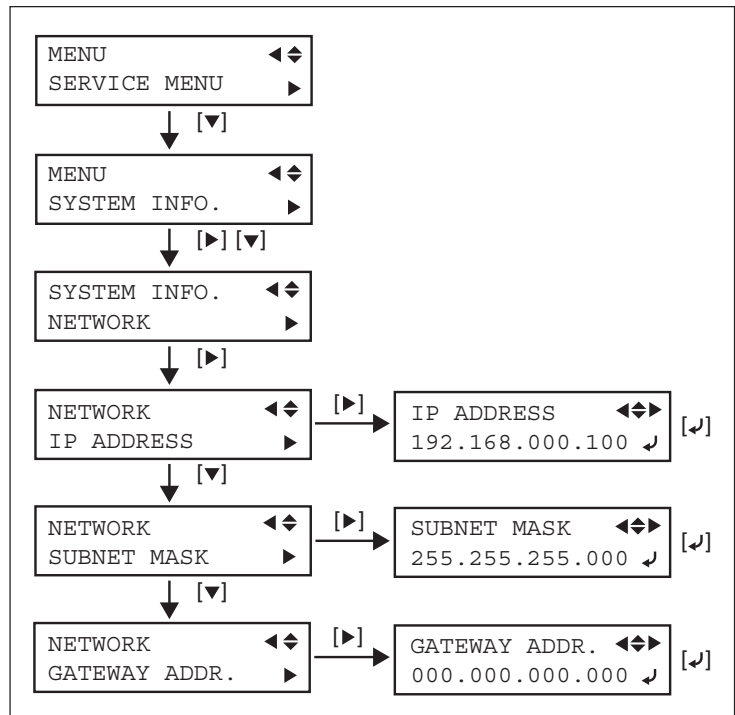 MENU ◀◆
SERVICE MENU ▶
[▼]
MENU ◀◆
SYSTEM INFO. ▶
[▶] [▼]
SYSTEM INFO. ◀◆
NETWORK ▶
[▶]
NETWORK ◀◆
IP ADDRESS ▶
[▶]
IP ADDRESS ◀◆▶
192.168.000.100 ↵
[↵]
[▼]
NETWORK ◀◆
SUBNET MASK ▶
[▶]
SUBNET MASK ◀◆▶
255.255.255.000 ↵
[↵]
[▼]
NETWORK ◀◆
GATEWAY ADDR. ▶
[▶]
GATEWAY ADDR. ◀◆▶
000.000.000.000 ↵
[↵]